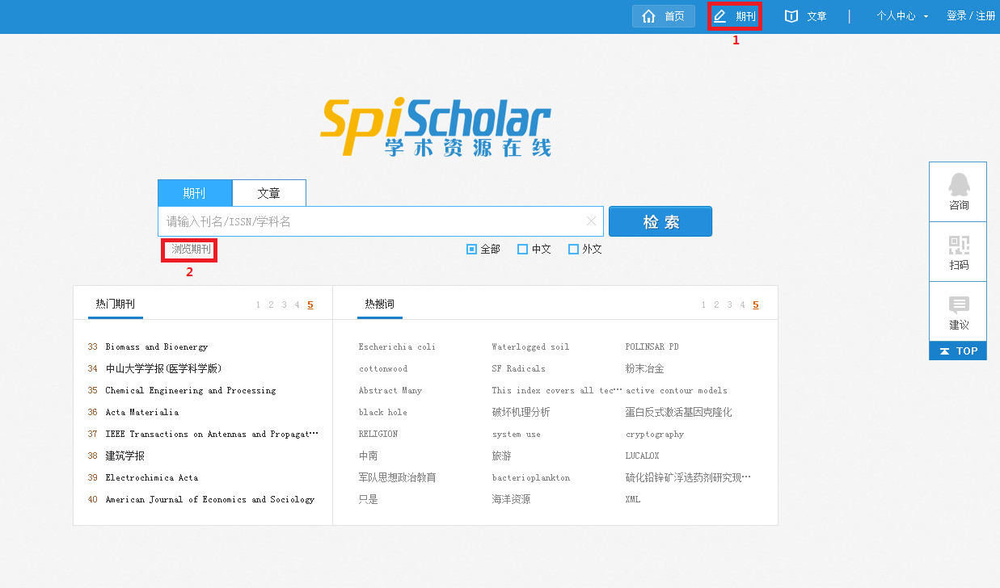 首页 期刊 文章 | 个人中心 登录 / 注册
1
SpiScholar
学术资源在线
期刊 文章
请输入刊名/ISSN/学科名
检索
浏览期刊 全部 中文 外文
2
咨询
扫码
建议
TOP
热门期刊 1 2 3 4 5
33 Biomass and Bioenergy
34 中山大学学报(医学科学版)
35 Chemical Engineering and Processing
36 Acta Materialia
37 IEEE Transactions on Antennas and Propagat…
38 建筑学报
39 Electrochimica Acta
40 American Journal of Economics and Sociology
热搜词 1 2 3 4 5
Escherichia coli Waterlogged soil POLINSAR PD
cottonwood SF Radicals 粉末冶金
Abstract Many This index covers all tec… active contour models
black hole 破坏机理分析 蛋白反式激活基因克隆化
RELIGION system use cryptography
中南 旅游 LUCALOX
军队思想政治教育 bacterioplankton 硫化铅锌矿浮选药剂研究现…
只是 海洋资源 XML